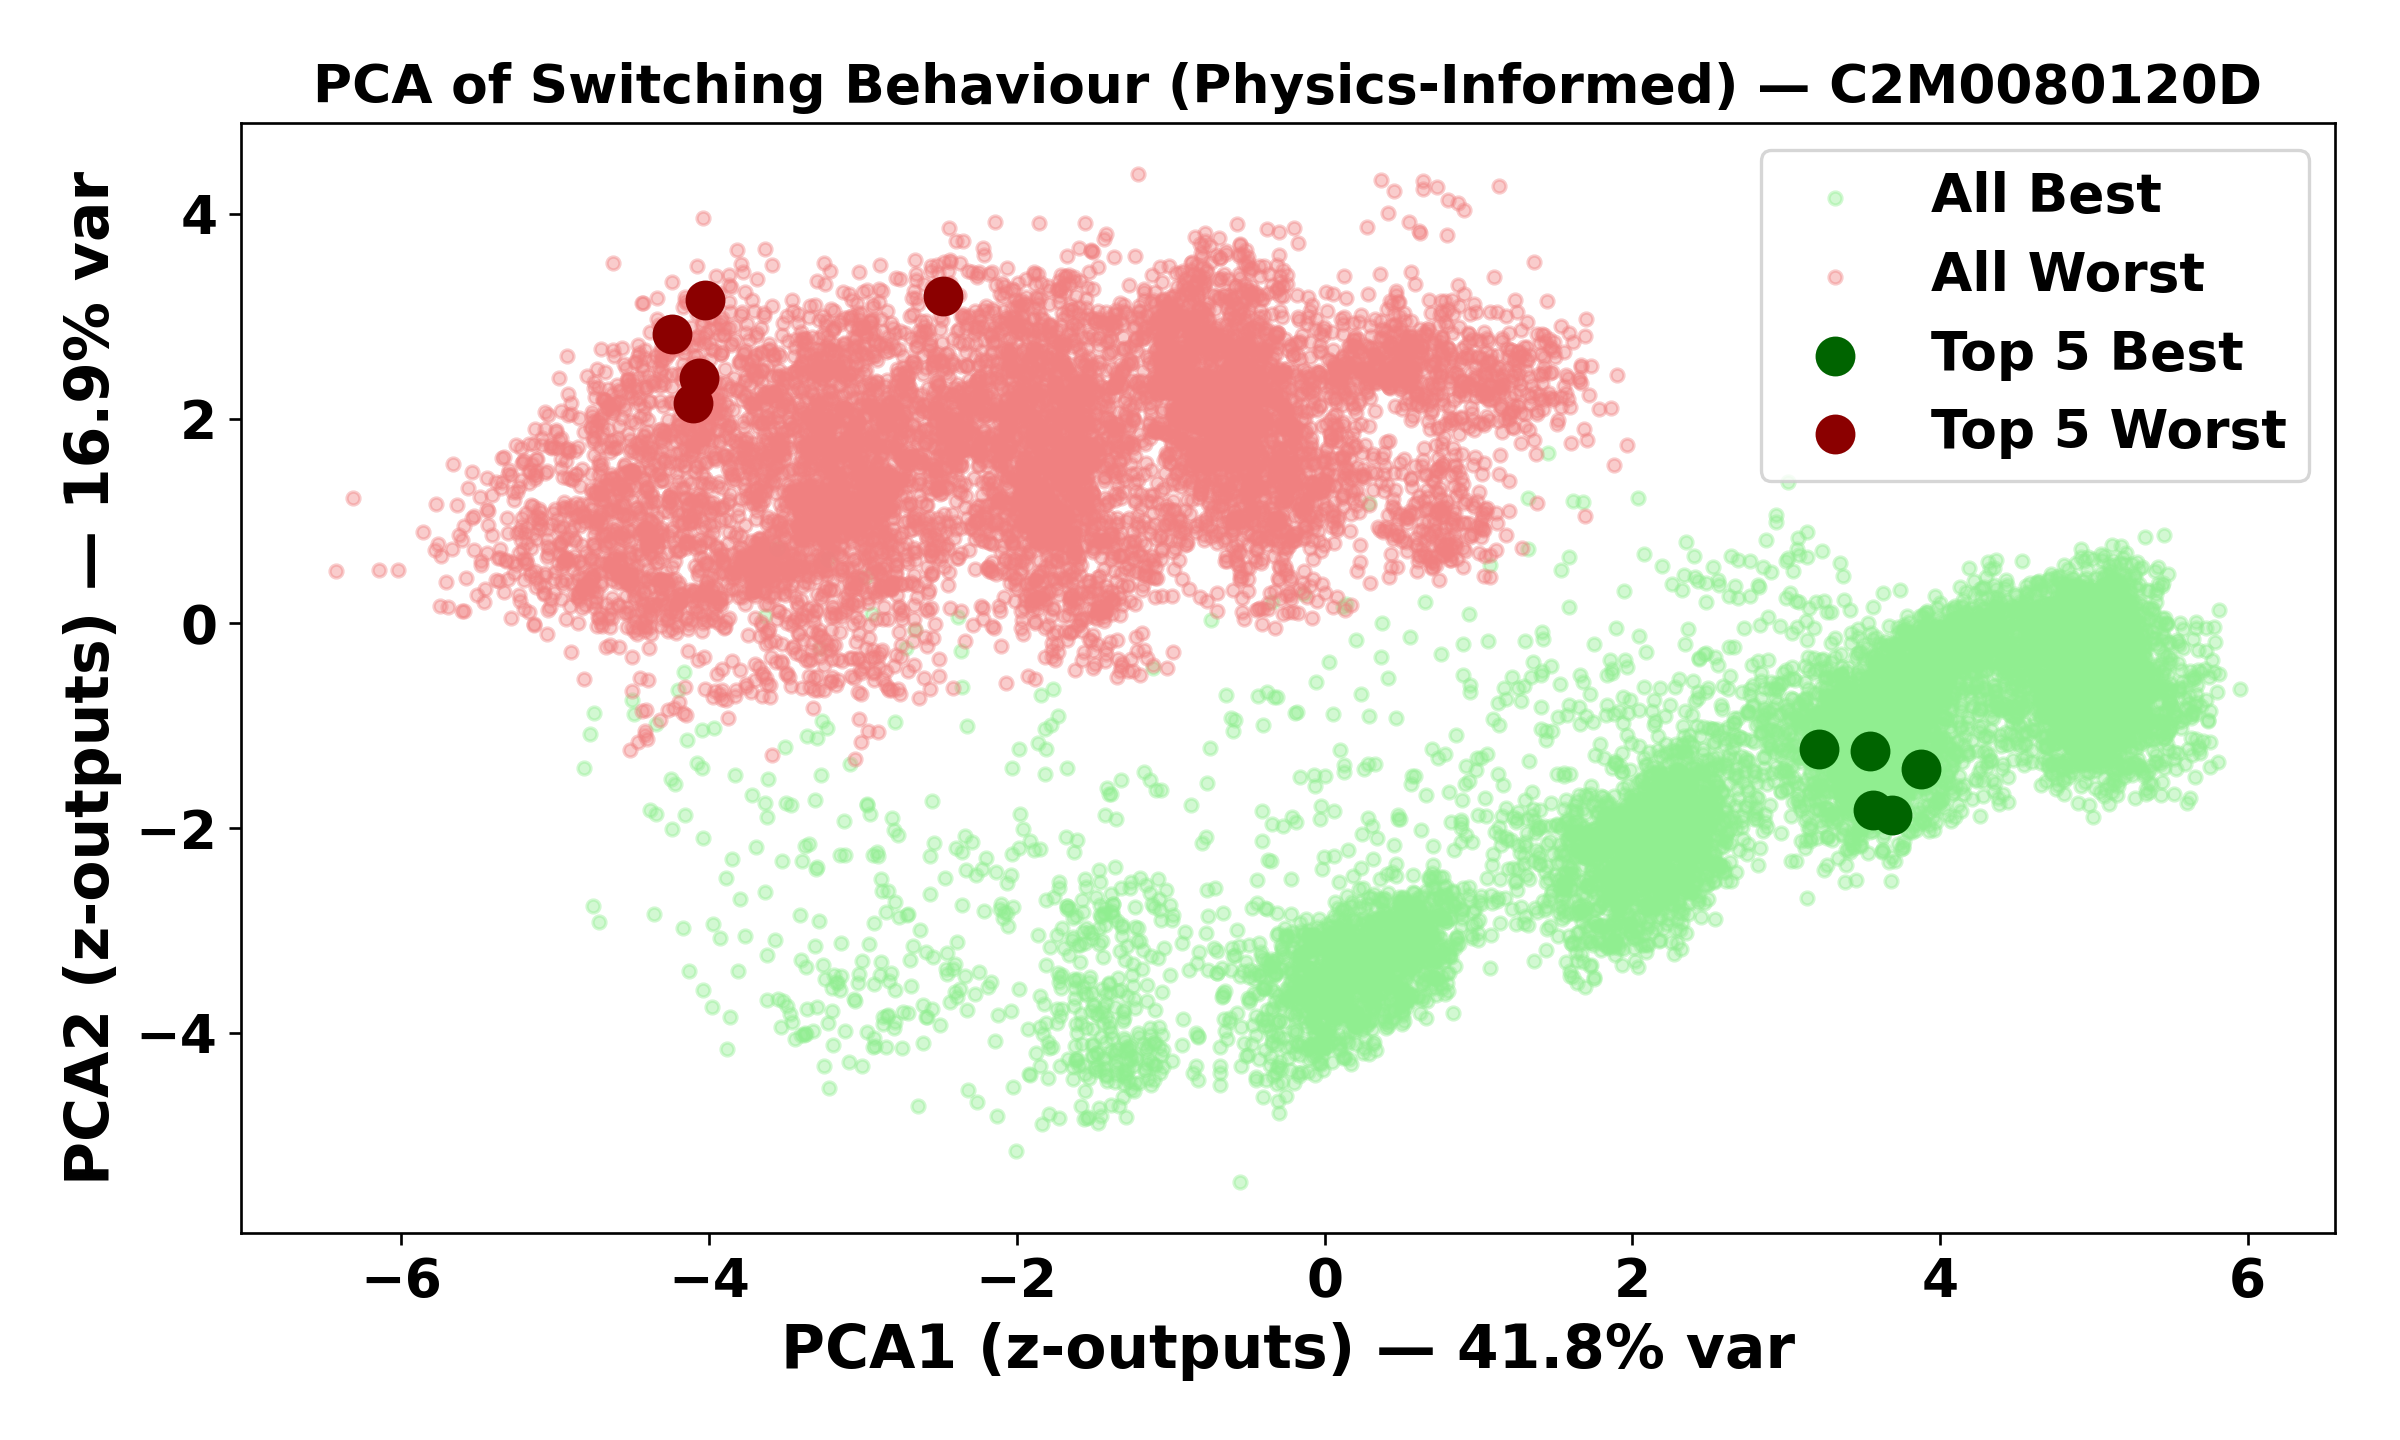 PCA of Switching Behaviour (Physics-Informed) — C2M0080120D
PCA2 (z-outputs) — 16.9% var
4
2
0
−2
−4
All Best
All Worst
Top 5 Best
Top 5 Worst
−6
−4
−2
0
2
4
6
PCA1 (z-outputs) — 41.8% var